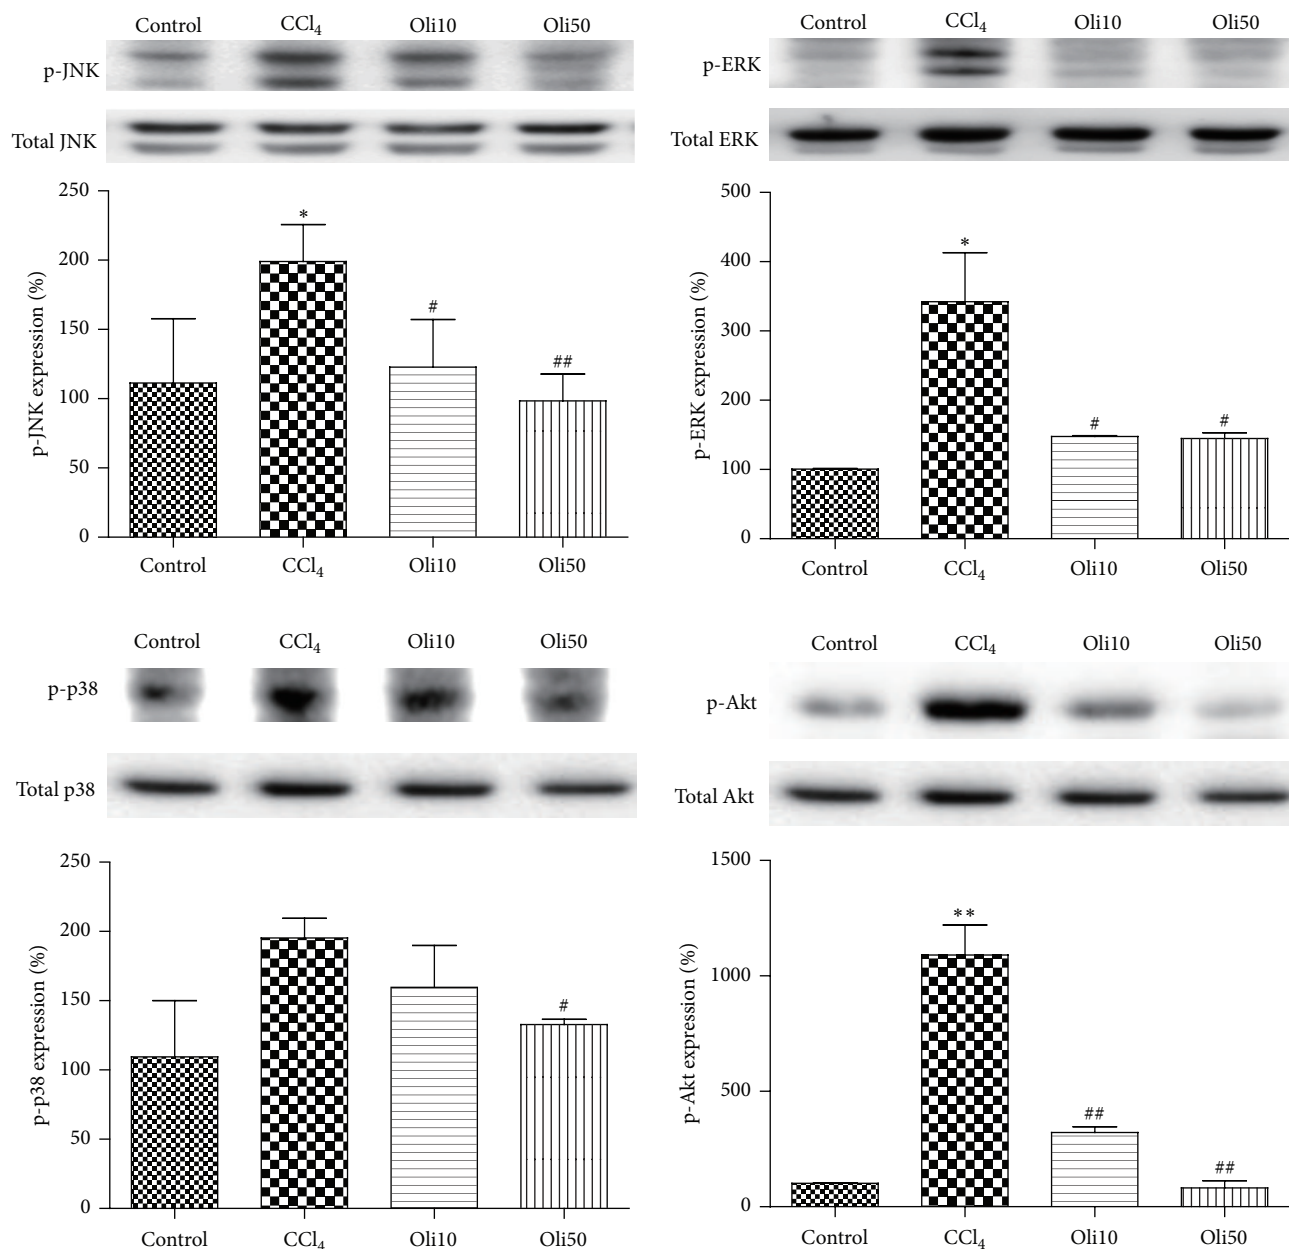 Control CCl₄ Oli10 Oli50
p-JNK
Total JNK
250
200
150
100
50
0
p-JNK expression (%)
*
#
##
Control CCl₄ Oli10 Oli50
Control CCl₄ Oli10 Oli50
p-ERK
Total ERK
500
400
300
200
100
0
p-ERK expression (%)
*
#
#
Control CCl₄ Oli10 Oli50
Control CCl₄ Oli10 Oli50
p-p38
Total p38
250
200
150
100
50
0
p-p38 expression (%)
#
Control CCl₄ Oli10 Oli50
Control CCl₄ Oli10 Oli50
p-Akt
Total Akt
1500
1000
500
0
p-Akt expression (%)
**
##
##
Control CCl₄ Oli10 Oli50